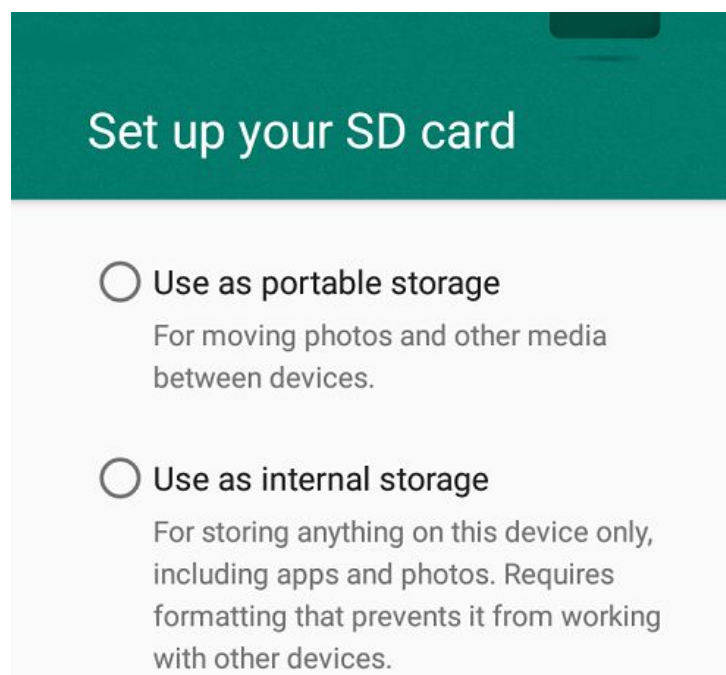 Set up your SD card
Use as portable storage
For moving photos and other media
between devices.
Use as internal storage
For storing anything on this device only,
including apps and photos. Requires
formatting that prevents it from working
with other devices.